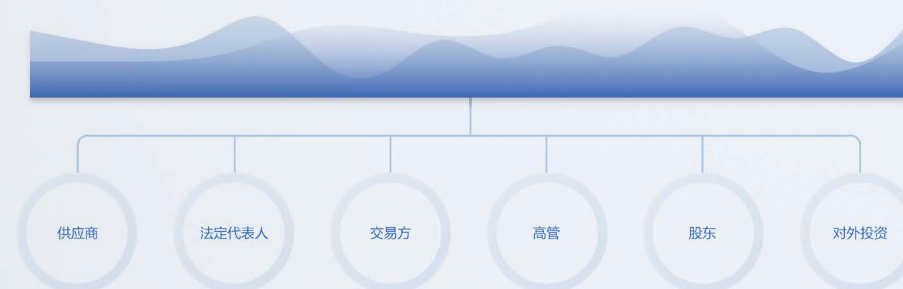 供应商
法定代表人
交易方
高管
股东
对外投资